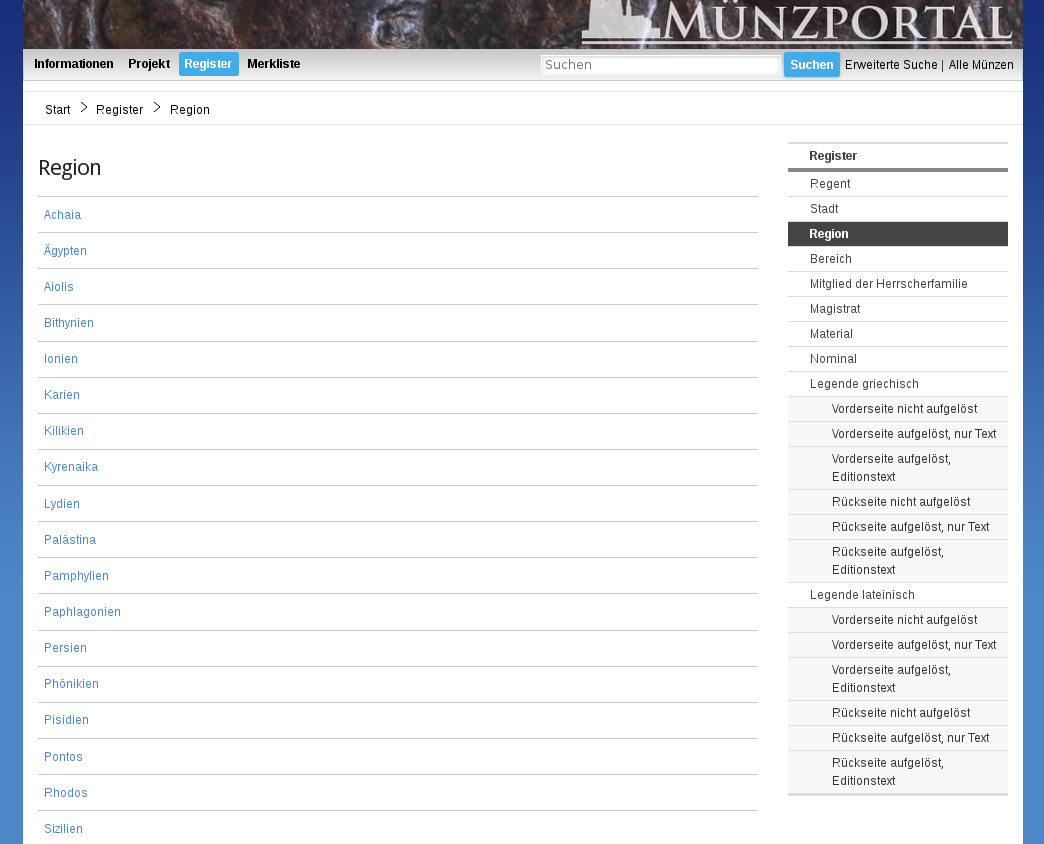 MÜNZPORTAL
Informationen Projekt Register Merkliste Suchen Suchen Erweiterte Suche | Alle Münzen
Start > Register > Region
Region
Achaia
Ägypten
Aiolis
Bithynien
Ionien
Karien
Kilikien
Kyrenaika
Lydien
Palästina
Pamphylien
Paphlagonien
Persien
Phönikien
Pisidien
Pontos
Rhodos
Sizilien
Register
Regent
Stadt
Region
Bereich
Mitglied der Herrscherfamilie
Magistrat
Material
Nominal
Legende griechisch
Vorderseite nicht aufgelöst
Vorderseite aufgelöst, nur Text
Vorderseite aufgelöst,
Editionstext
Rückseite nicht aufgelöst
Rückseite aufgelöst, nur Text
Rückseite aufgelöst,
Editionstext
Legende lateinisch
Vorderseite nicht aufgelöst
Vorderseite aufgelöst, nur Text
Vorderseite aufgelöst,
Editionstext
Rückseite nicht aufgelöst
Rückseite aufgelöst, nur Text
Rückseite aufgelöst,
Editionstext